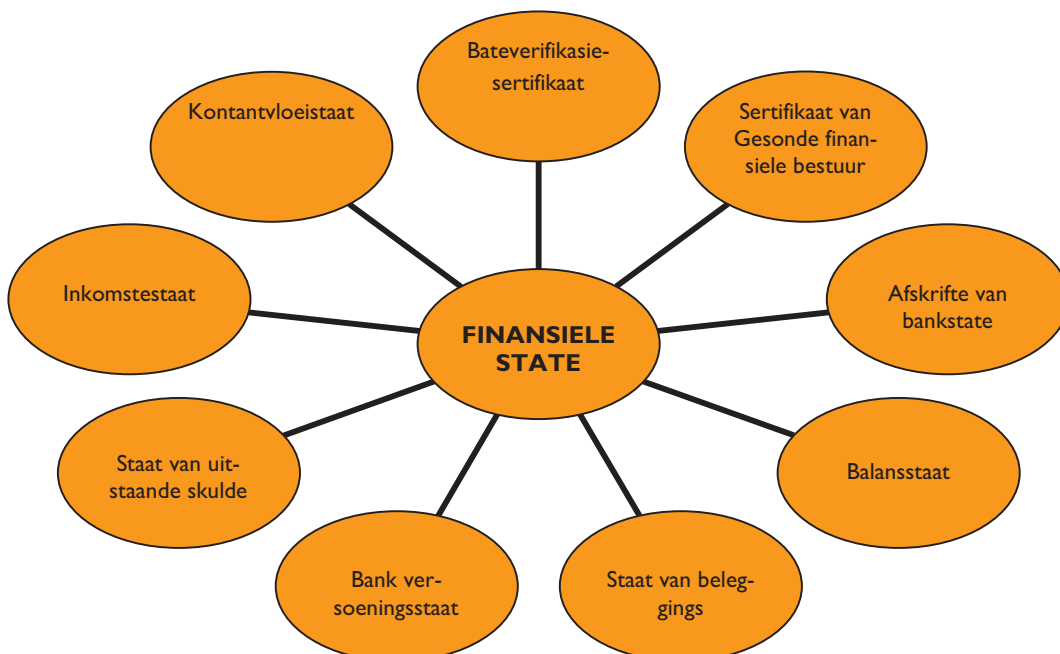 Bateverifikasie-
sertifikaat
Kontantvloeistaat
Sertifikaat van
Gesonde finan-
siele bestuur
Inkomstestaat
Afskrifte van
bankstate
FINANSIELE
STATE
Staat van uit-
staande skulde
Balansstaat
Bank ver-
soeningsstaat
Staat van beleg-
gings